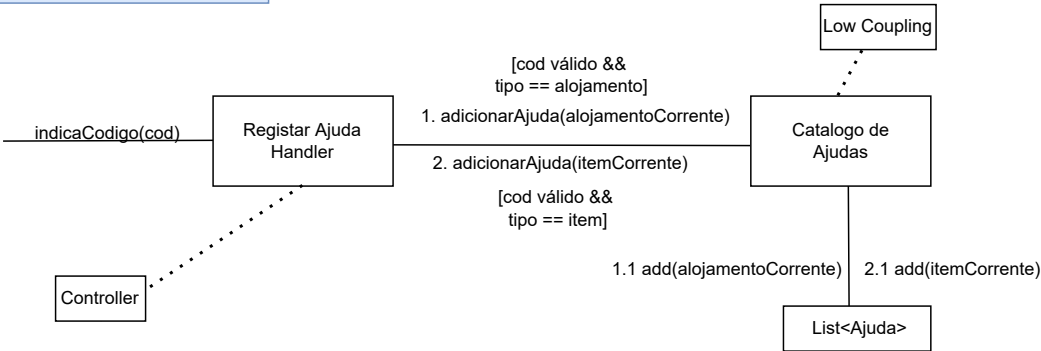 Low Coupling
[cod válido &&
tipo == alojamento]
1. adicionarAjuda(alojamentoCorrente)
indicaCodigo(cod)
Registar Ajuda
Handler
Catalogo de
Ajudas
2. adicionarAjuda(itemCorrente)
[cod válido &&
tipo == item]
1.1 add(alojamentoCorrente)
2.1 add(itemCorrente)
Controller
List<Ajuda>